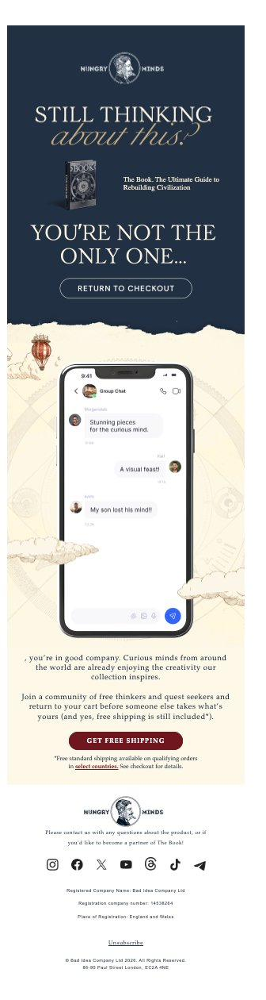 HUNGRY MINDS
STILL THINKING
about this?
THE
BOOK
The Book. The Ultimate Guide to
Rebuilding Civilization
YOU'RE NOT THE
ONLY ONE...
RETURN TO CHECKOUT
9:41
Group Chat
Stunning pieces
for the curious mind.
Karl
A visual feast!
My son lost his mind!!
, you're in good company. Curious minds from around
the world are already enjoying the creativity our
collection inspires.
Join a community of free thinkers and quest seekers and
return to your cart before someone else takes what's
yours (and yes, free shipping is still included*).
GET FREE SHIPPING
*Free standard shipping available on qualifying orders
in select countries. See checkout for details.
HUNGRY MINDS
Please contact us with any questions about the product, or if
you'd like to become a partner of The Book!
Registered Company Name: Bad Idea Company Ltd
Registration company number: 14538264
Place of Registration: England and Wales
Unsubscribe
© Bad Idea Company Ltd 2026. All Rights Reserved.
86-90 Paul Street London, EC2A 4NE